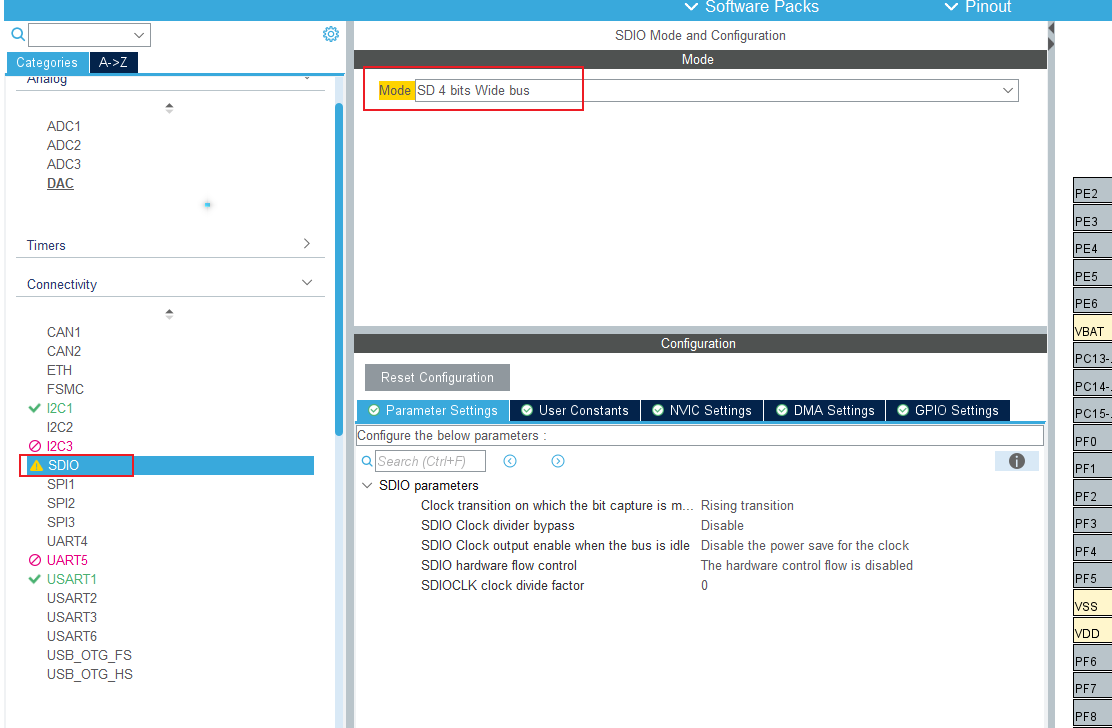 Software Packs
Pinout
Categories
A->Z
Analog
ADC1
ADC2
ADC3
DAC
Timers
Connectivity
CAN1
CAN2
ETH
FSMC
I2C1
I2C2
I2C3
SDIO
SPI1
SPI2
SPI3
UART4
UART5
USART1
USART2
USART3
USART6
USB_OTG_FS
USB_OTG_HS
SDIO Mode and Configuration
Mode
Mode SD 4 bits Wide bus
Configuration
Reset Configuration
Parameter Settings
User Constants
NVIC Settings
DMA Settings
GPIO Settings
Configure the below parameters :
Search (Ctrl+F)
SDIO parameters
Clock transition on which the bit capture is m... Rising transition
SDIO Clock divider bypass Disable
SDIO Clock output enable when the bus is idle Disable the power save for the clock
SDIO hardware flow control The hardware control flow is disabled
SDIOCLK clock divide factor 0
PE2
PE3
PE4
PE5
PE6
VBAT
PC13-.
PC14-.
PC15-.
PF0
PF1
PF2
PF3
PF4
PF5
VSS
VDD
PF6
PF7
PF8